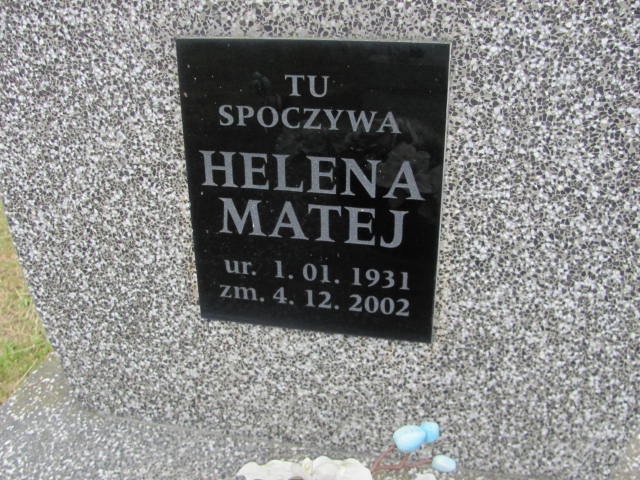 TU
SPOCZYWA
HELENA
MATEJ
ur. 1. 01. 1931
zm. 4. 12. 2002